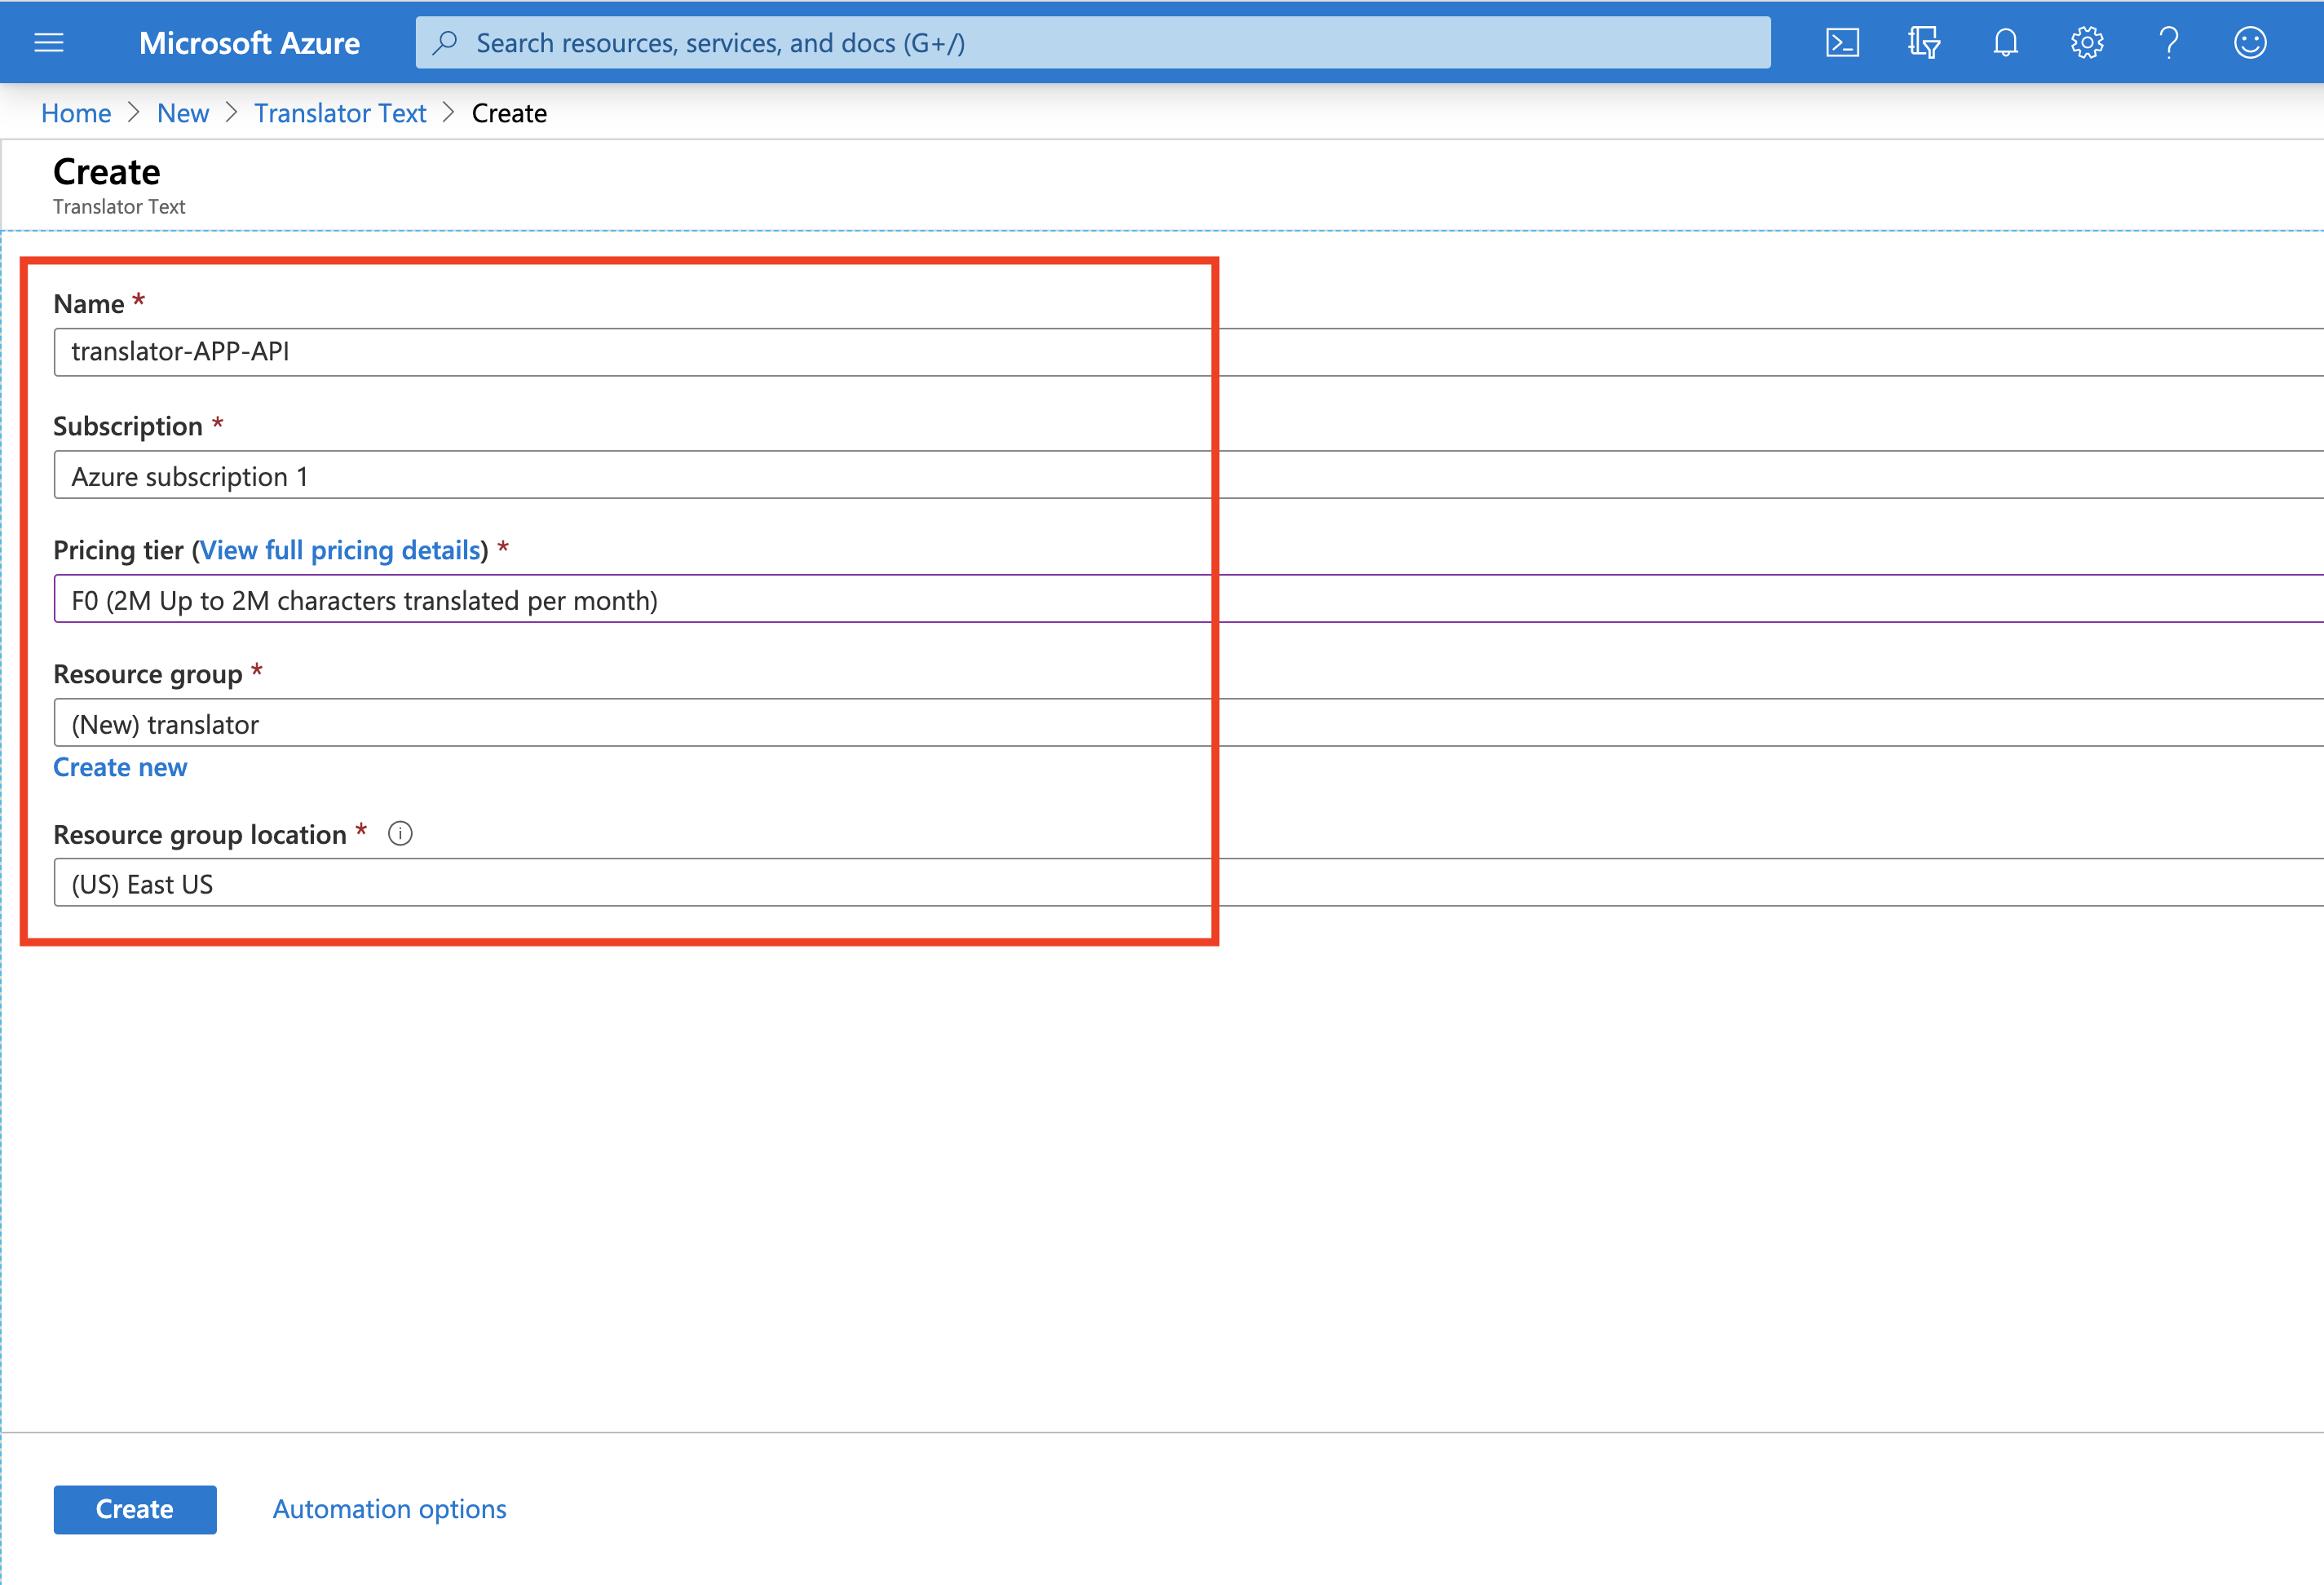 Microsoft Azure
Search resources, services, and docs (G+/)
Home > New > Translator Text > Create
Create
Translator Text
Name *
translator-APP-API
Subscription *
Azure subscription 1
Pricing tier (View full pricing details) *
F0 (2M Up to 2M characters translated per month)
Resource group *
(New) translator
Create new
Resource group location *
(US) East US
Create Automation options